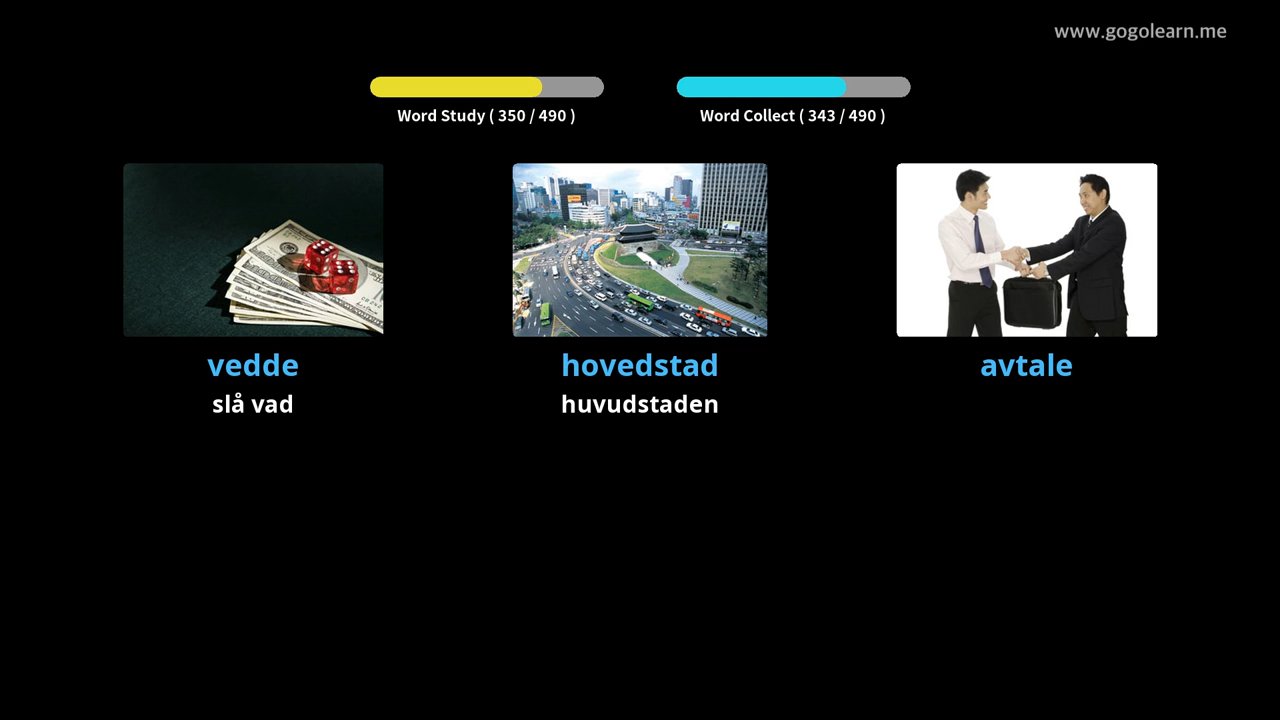 www.gogolearn.me
Word Study ( 350 / 490 )
Word Collect ( 343 / 490 )
vedde
slå vad
hovedstad
huvudstaden
avtale